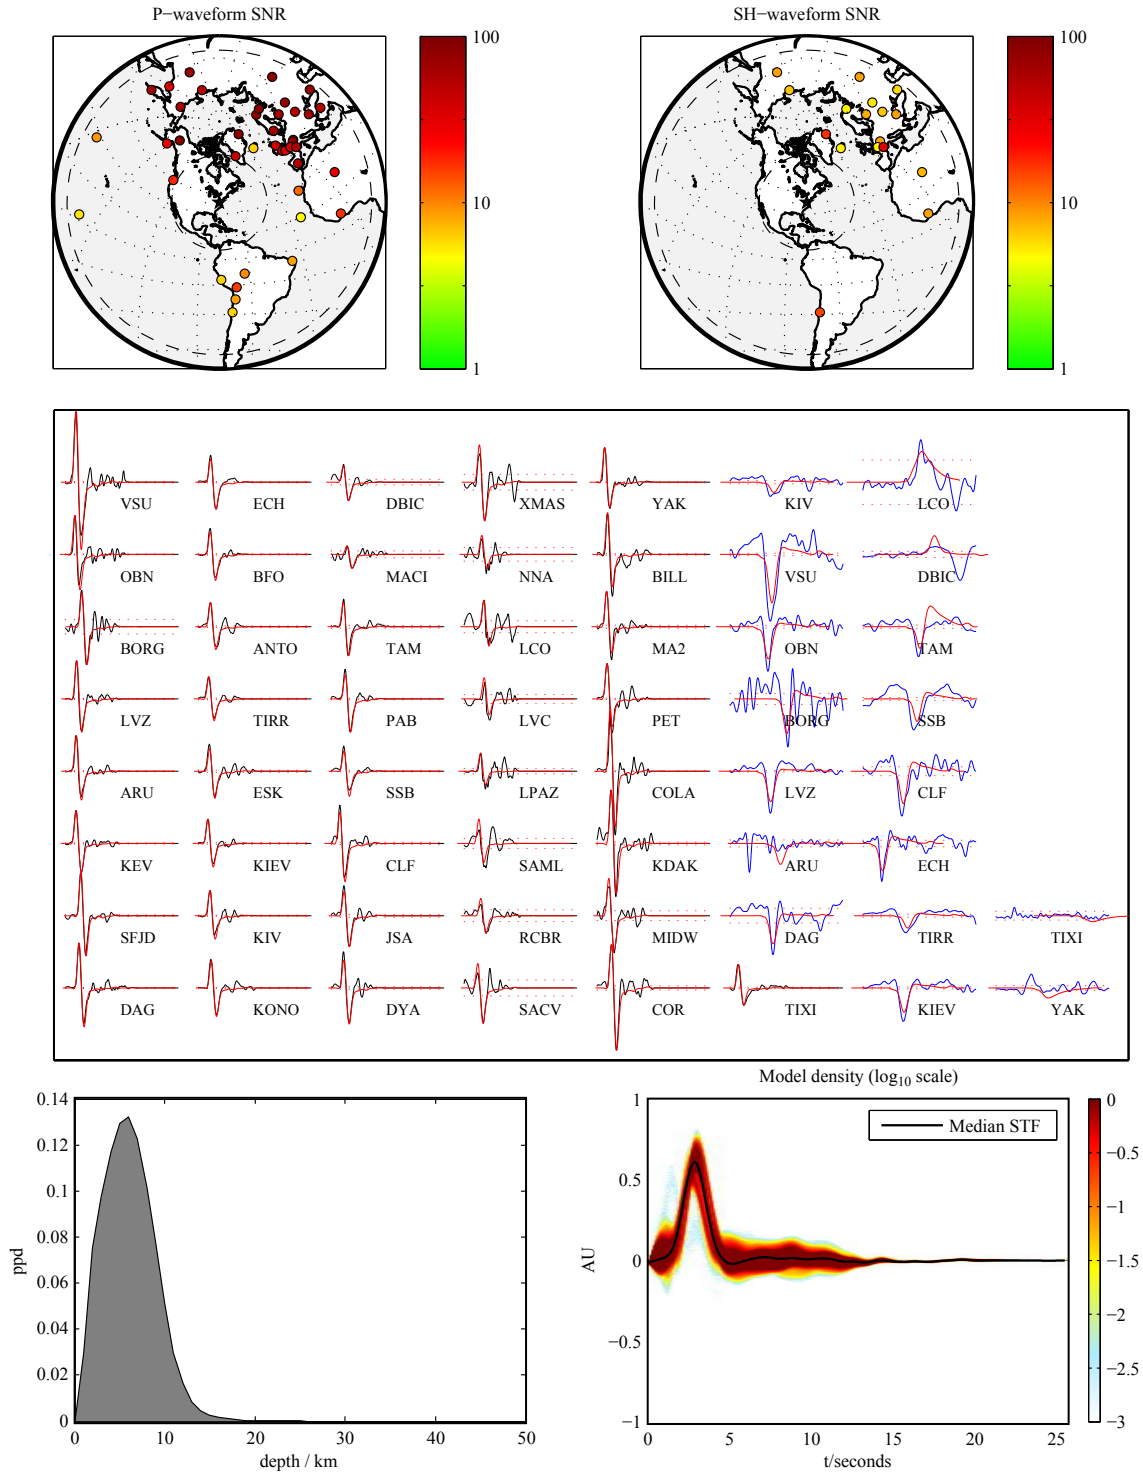 P−waveform SNR
SH−waveform SNR
100
10
1
100
10
1
VSU ECH DBIC XMAS YAK KIV LCO
OBN BFO MACI NNA BILL VSU DBIC
BORG ANTO TAM LCO MA2 OBN TAM
LVZ TIRR PAB LVC PET BORG SSB
ARU ESK SSB LPAZ COLA LVZ CLF
KEV KIEV CLF SAML KDAK ARU ECH
SFJD KIV JSA RCBR MIDW DAG TIRR TIXI
DAG KONO DYA SACV COR TIXI KIEV YAK
0.14
0.12
0.1
0.08
0.06
0.04
0.02
0
ppd
0 10 20 30 40 50
depth / km
Model density (log10 scale)
Median STF
1
0.5
0
−0.5
−1
AU
0 5 10 15 20 25
t/seconds
0
−0.5
−1
−1.5
−2
−2.5
−3